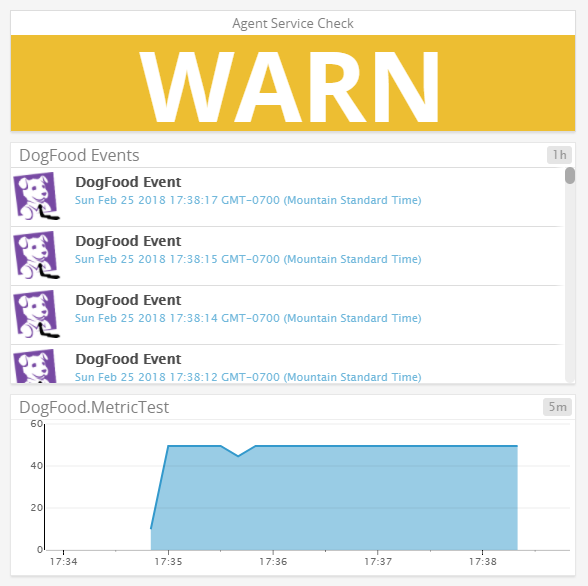 Agent Service Check
WARN
DogFood Events 1h
DogFood Event
Sun Feb 25 2018 17:38:17 GMT-0700 (Mountain Standard Time)
DogFood Event
Sun Feb 25 2018 17:38:15 GMT-0700 (Mountain Standard Time)
DogFood Event
Sun Feb 25 2018 17:38:14 GMT-0700 (Mountain Standard Time)
DogFood Event
Sun Feb 25 2018 17:38:12 GMT-0700 (Mountain Standard Time)
DogFood.MetricTest 5m
60
40
20
0
17:34 17:35 17:36 17:37 17:38